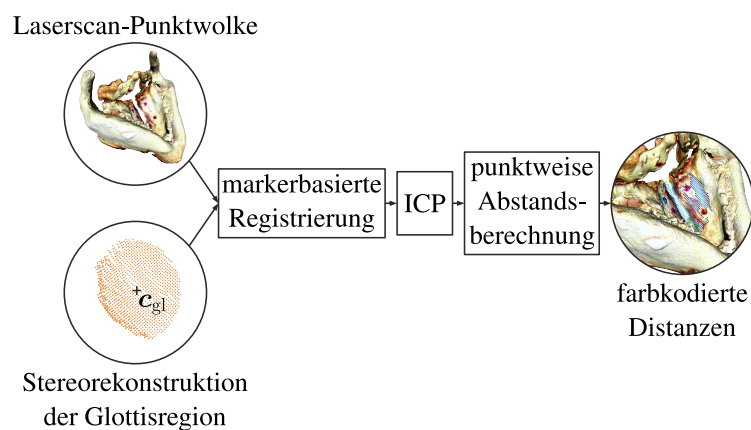 Laserscan-Punktwolke
markerbasierte
Registrierung
ICP
punktweise
Abstands-
berechnung
farbkodierte
Distanzen
+c_gl
Stereorekonstruktion
der Glottisregion